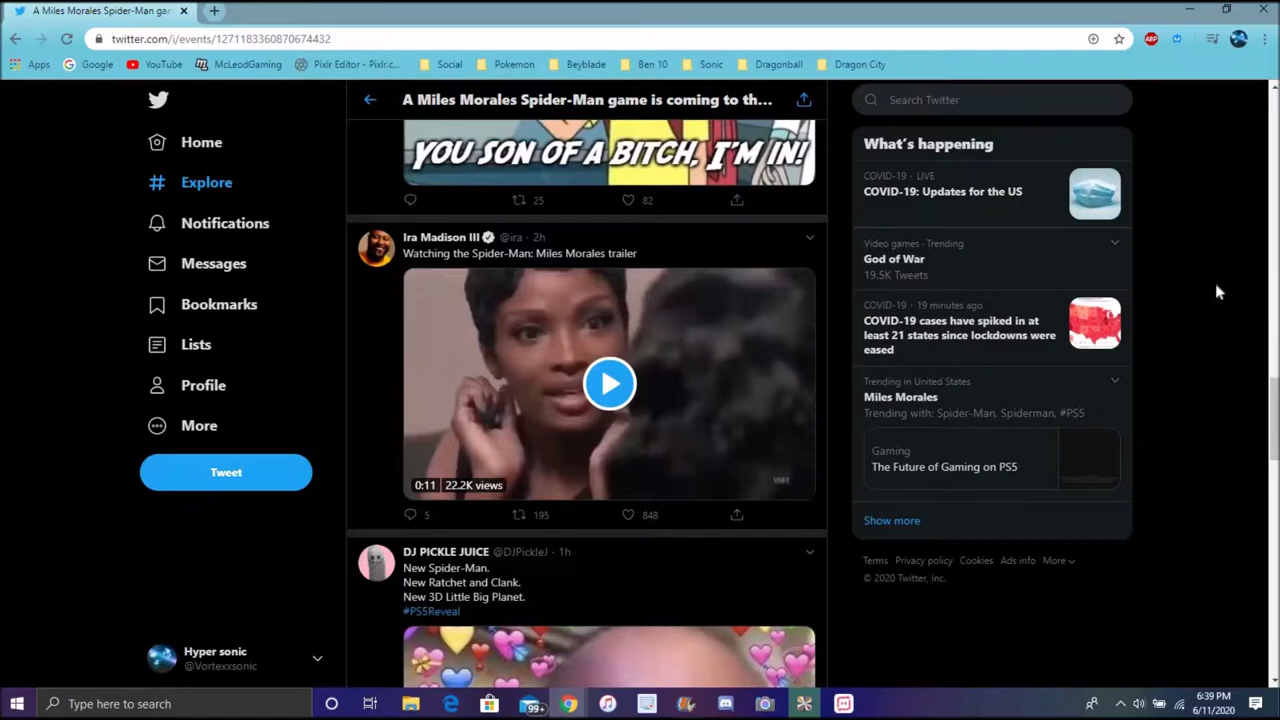 A Miles Morales Spider-Man gam
twitter.com/i/events/1271183360870674432
ABP
Apps
Google
YouTube
McLeodGaming
Pixlr Editor - Pixlr.c...
Social
Pokemon
Beyblade
Ben 10
Sonic
Dragonball
Dragon City
Home
Explore
Notifications
Messages
Bookmarks
Lists
Profile
More
Tweet
Hyper sonic
@Vortexxsonic
A Miles Morales Spider-Man game is coming to th...
YOU SON OF A BITCH, I'M IN!
25
82
Ira Madison III @ira · 2h
Watching the Spider-Man: Miles Morales trailer
0:11 | 22.2K views
5
195
848
DJ PICKLE JUICE @DJPickleJ · 1h
New Spider-Man.
New Ratchet and Clank.
New 3D Little Big Planet.
#PS5Reveal
Search Twitter
What's happening
COVID-19 · LIVE
COVID-19: Updates for the US
Video games · Trending
God of War
19.5K Tweets
COVID-19 · 19 minutes ago
COVID-19 cases have spiked in at
least 21 states since lockdowns were
eased
Trending in United States
Miles Morales
Trending with: Spider-Man, Spiderman, #PS5
Gaming
The Future of Gaming on PS5
Show more
Terms Privacy policy Cookies Ads info More
© 2020 Twitter, Inc.
Type here to search
99+
6:39 PM
6/11/2020